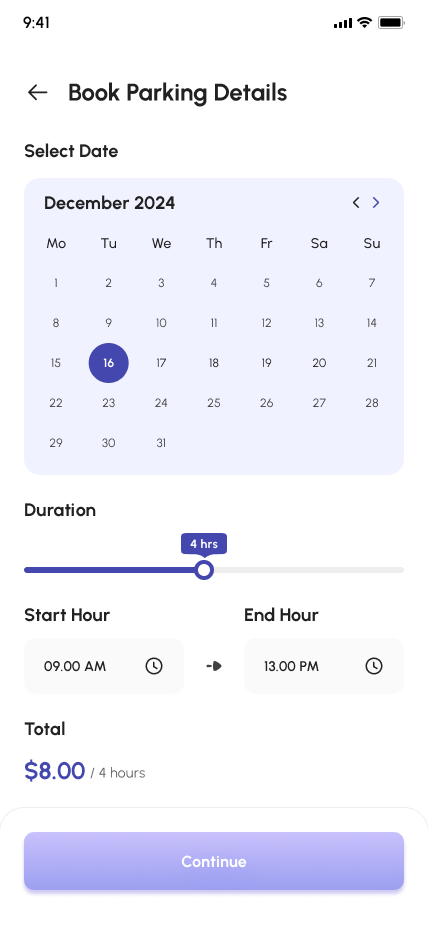 9:41
Book Parking Details
Select Date
December 2024
Mo Tu We Th Fr Sa Su
1 2 3 4 5 6 7
8 9 10 11 12 13 14
15 16 17 18 19 20 21
22 23 24 25 26 27 28
29 30 31
Duration
4 hrs
Start Hour End Hour
09.00 AM 13.00 PM
Total
$8.00 / 4 hours
Continue